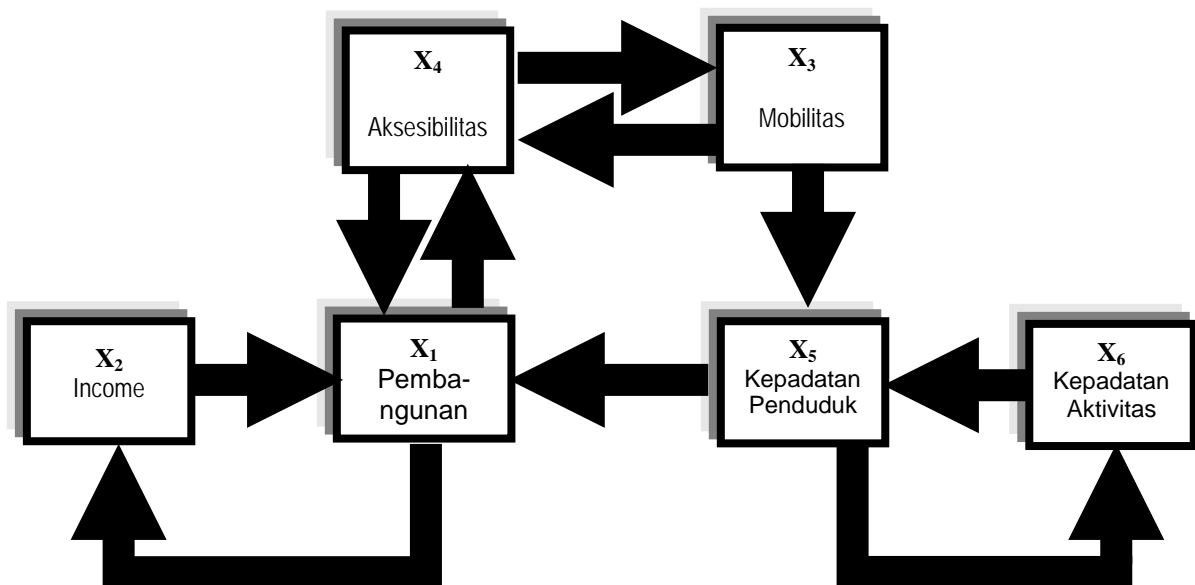 X₄
Aksesibilitas
X₃
Mobilitas
X₂
Income
X₁
Pemba-
ngunan
X₅
Kepadatan
Penduduk
X₆
Kepadatan
Aktivitas